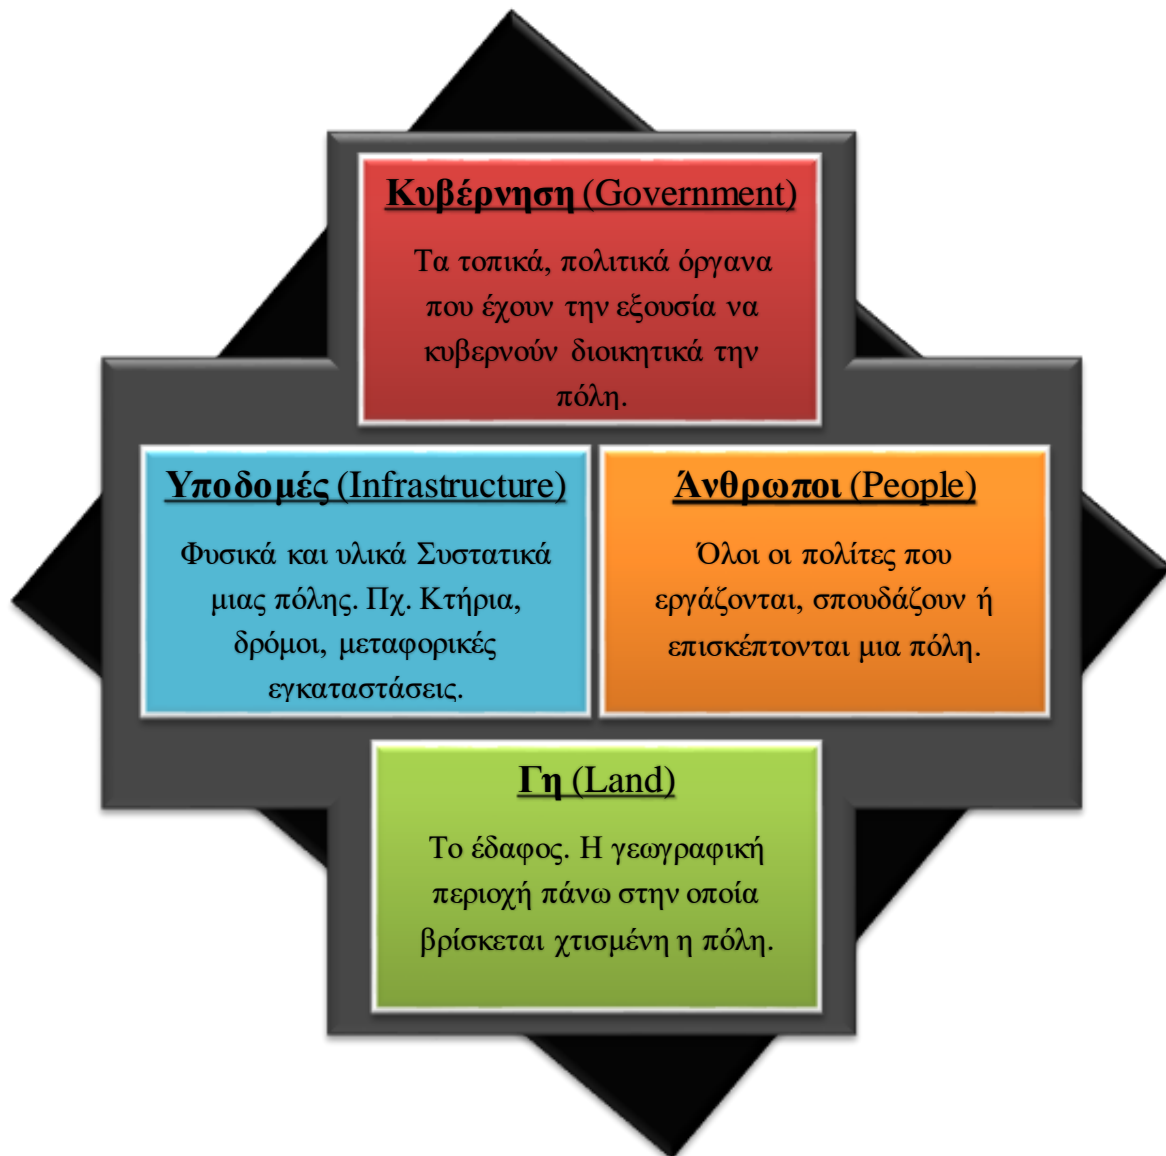 Κυβέρνηση (Government)
Τα τοπικά, πολιτικά όργανα
που έχουν την εξουσία να
κυβερνούν διοικητικά την
πόλη.
Υποδομές (Infrastructure)
Φυσικά και υλικά Συστατικά
μιας πόλης. Πχ. Κτήρια,
δρόμοι, μεταφορικές
εγκαταστάσεις.
Άνθρωποι (People)
Όλοι οι πολίτες που
εργάζονται, σπουδάζουν ή
επισκέπτονται μια πόλη.
Γη (Land)
Το έδαφος. Η γεωγραφική
περιοχή πάνω στην οποία
βρίσκεται χτισμένη η πόλη.